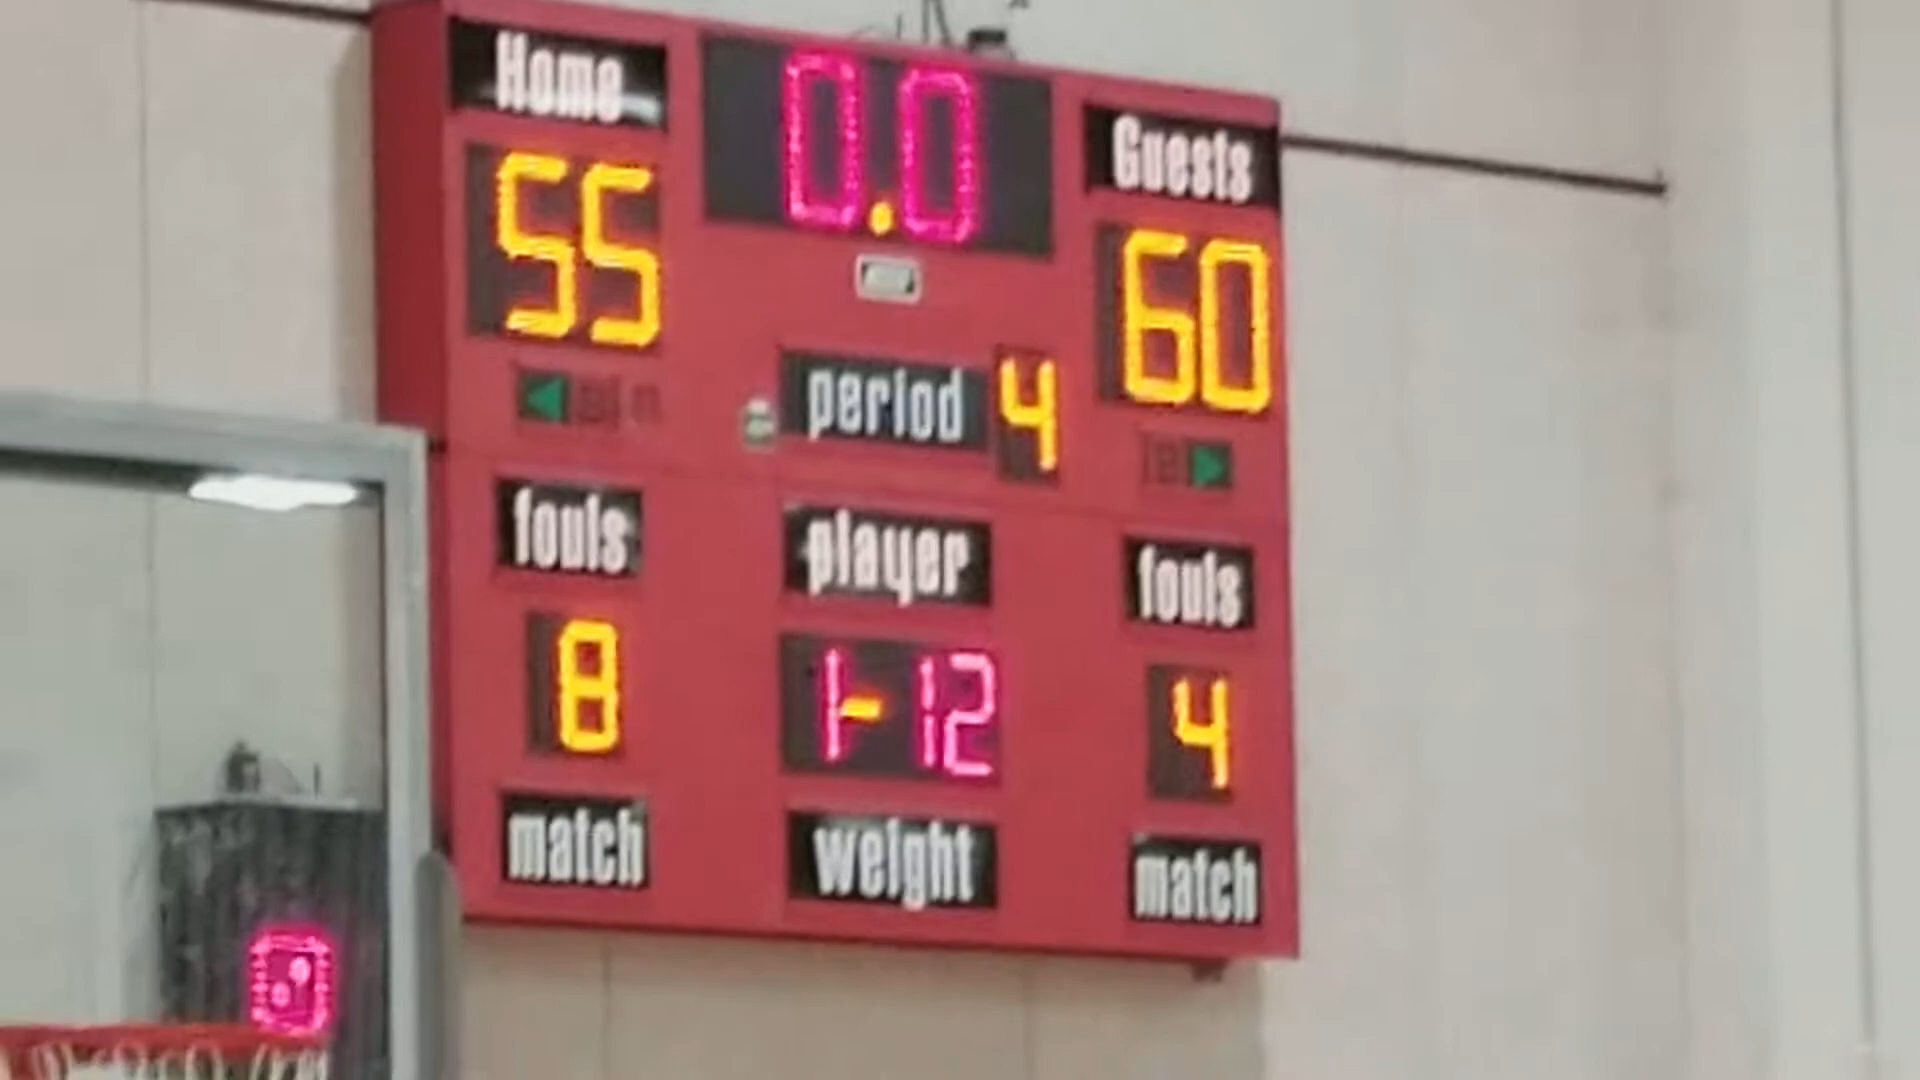 Home
0.0
Guests
55
60
period 4
fouls
player
fouls
8
1-12
4
match
weight
match